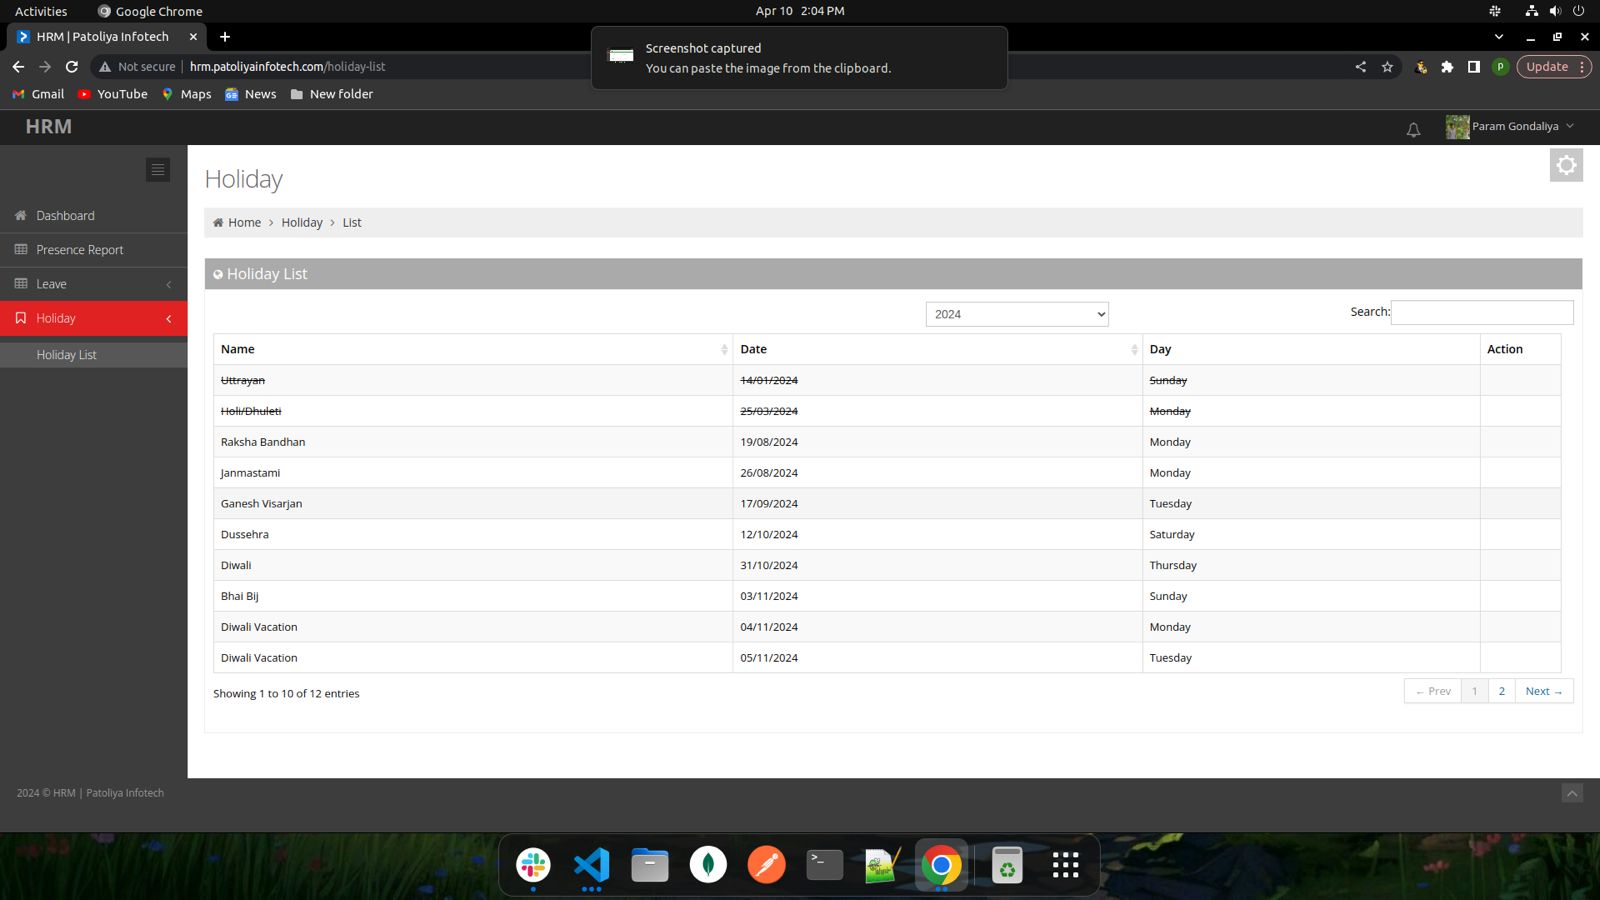 Activities Google Chrome Apr 10 2:04 PM
HRM | Patoliya Infotech
Screenshot captured
You can paste the image from the clipboard.
Not secure hrm.patoliyainfotech.com/holiday-list P Update
Gmail YouTube Maps News New folder
HRM Param Gondaliya
Holiday
Dashboard
Presence Report
Leave
Holiday
Holiday List
Home > Holiday > List
Holiday List
2024 Search:
Name Date Day Action
Uttrayan 14/01/2024 Sunday
Holi/Dhuleti 25/03/2024 Monday
Raksha Bandhan 19/08/2024 Monday
Janmastami 26/08/2024 Monday
Ganesh Visarjan 17/09/2024 Tuesday
Dussehra 12/10/2024 Saturday
Diwali 31/10/2024 Thursday
Bhai Bij 03/11/2024 Sunday
Diwali Vacation 04/11/2024 Monday
Diwali Vacation 05/11/2024 Tuesday
Showing 1 to 10 of 12 entries ← Prev 1 2 Next →
2024 © HRM | Patoliya Infotech